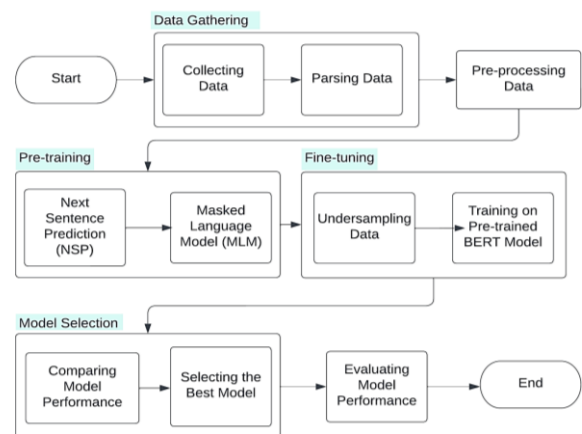 Data Gathering
Start
Collecting
Data
Parsing Data
Pre-processing
Data
Pre-training
Next
Sentence
Prediction
(NSP)
Masked
Language
Model (MLM)
Fine-tuning
Undersampling
Data
Training on
Pre-trained
BERT Model
Model Selection
Comparing
Model
Performance
Selecting the
Best Model
Evaluating
Model
Performance
End